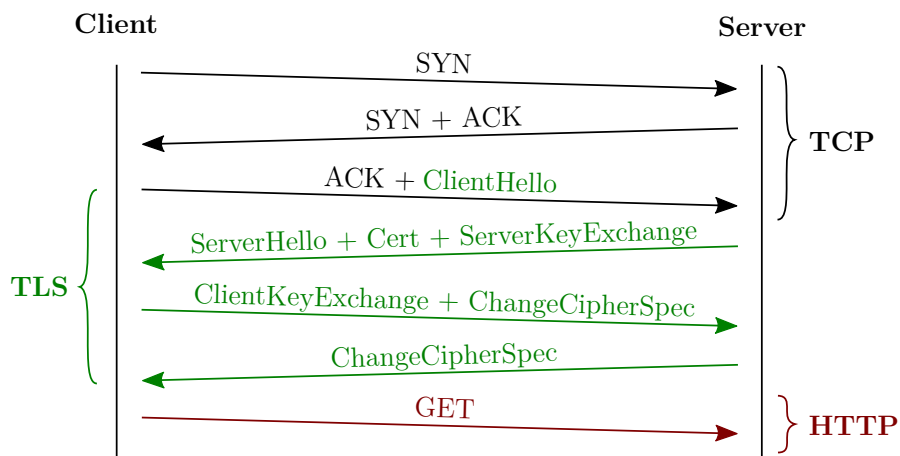 Client
Server
SYN
SYN + ACK
TCP
ACK + ClientHello
ServerHello + Cert + ServerKeyExchange
TLS
ClientKeyExchange + ChangeCipherSpec
ChangeCipherSpec
GET
HTTP